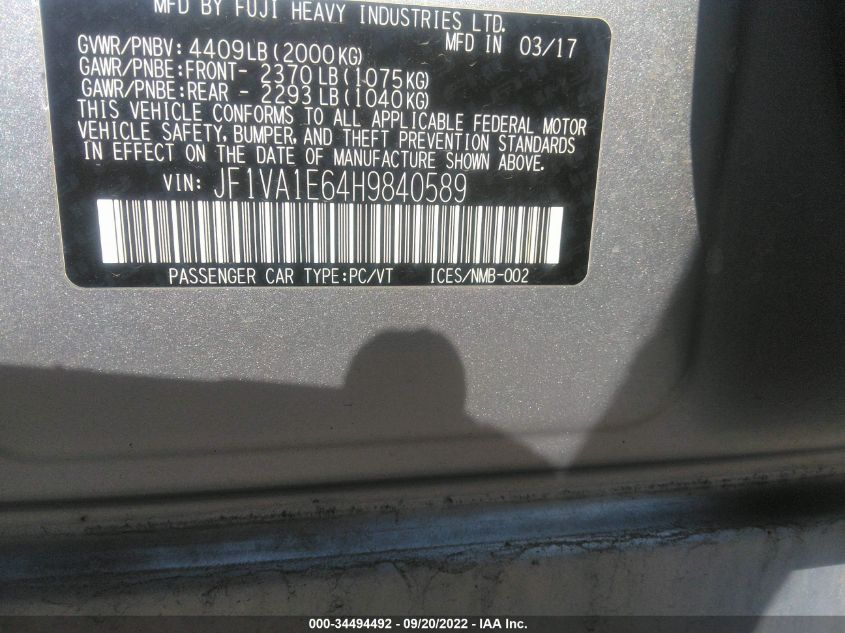 MFD BY FUJI HEAVY INDUSTRIES LTD.
MFD IN 03/17
GVWR/PNBV: 4409LB(2000KG)
GAWR/PNBE:FRONT- 2370LB(1075KG)
GAWR/PNBE:REAR - 2293LB(1040KG)
THIS VEHICLE CONFORMS TO ALL APPLICABLE FEDERAL MOTOR
VEHICLE SAFETY, BUMPER, AND THEFT PREVENTION STANDARDS
IN EFFECT ON THE DATE OF MANUFACTURE SHOWN ABOVE.
VIN: JF1VA1E64H9840589
PASSENGER CAR TYPE:PC/VT ICES/NMB-002
000-34494492 - 09/20/2022 - IAA Inc.